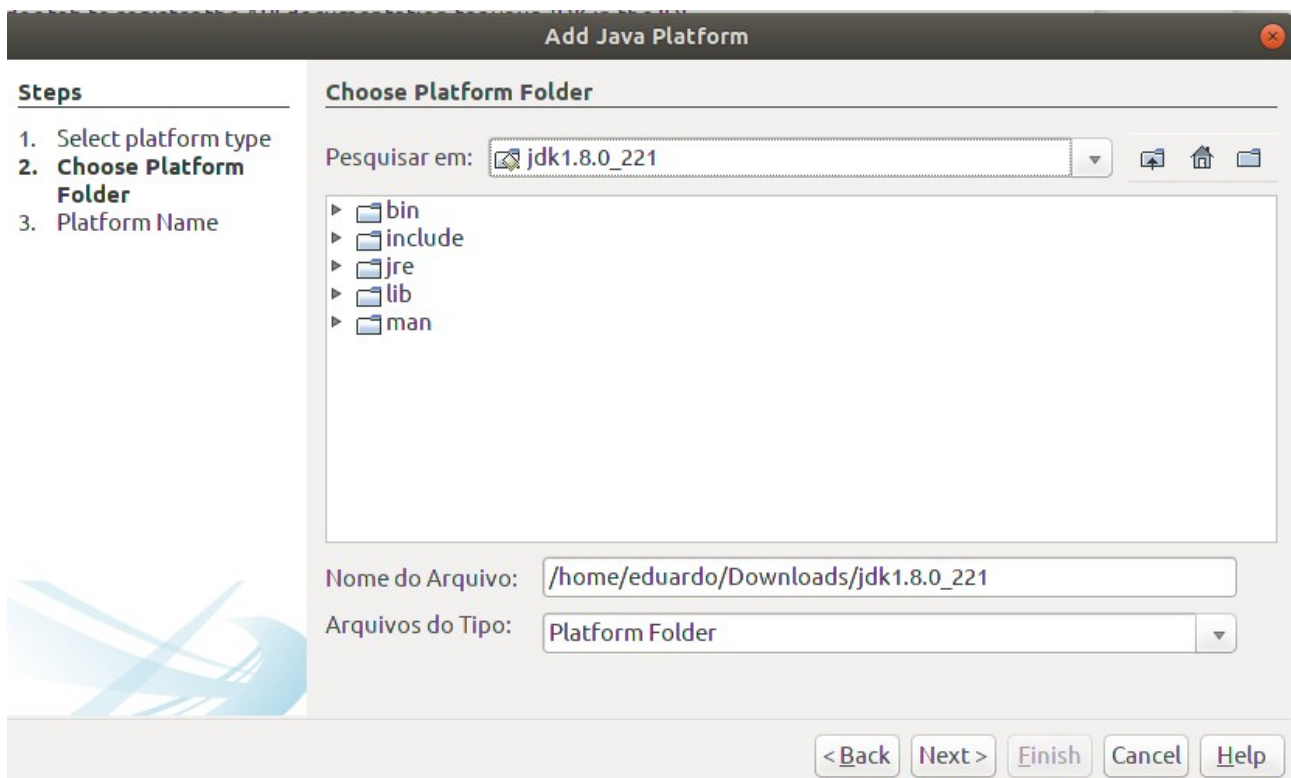 Add Java Platform
Steps
1. Select platform type
2. Choose Platform
Folder
3. Platform Name
Choose Platform Folder
Pesquisar em: jdk1.8.0_221
bin
include
jre
lib
man
Nome do Arquivo: /home/eduardo/Downloads/jdk1.8.0_221
Arquivos do Tipo: Platform Folder
< Back Next > Finish Cancel Help